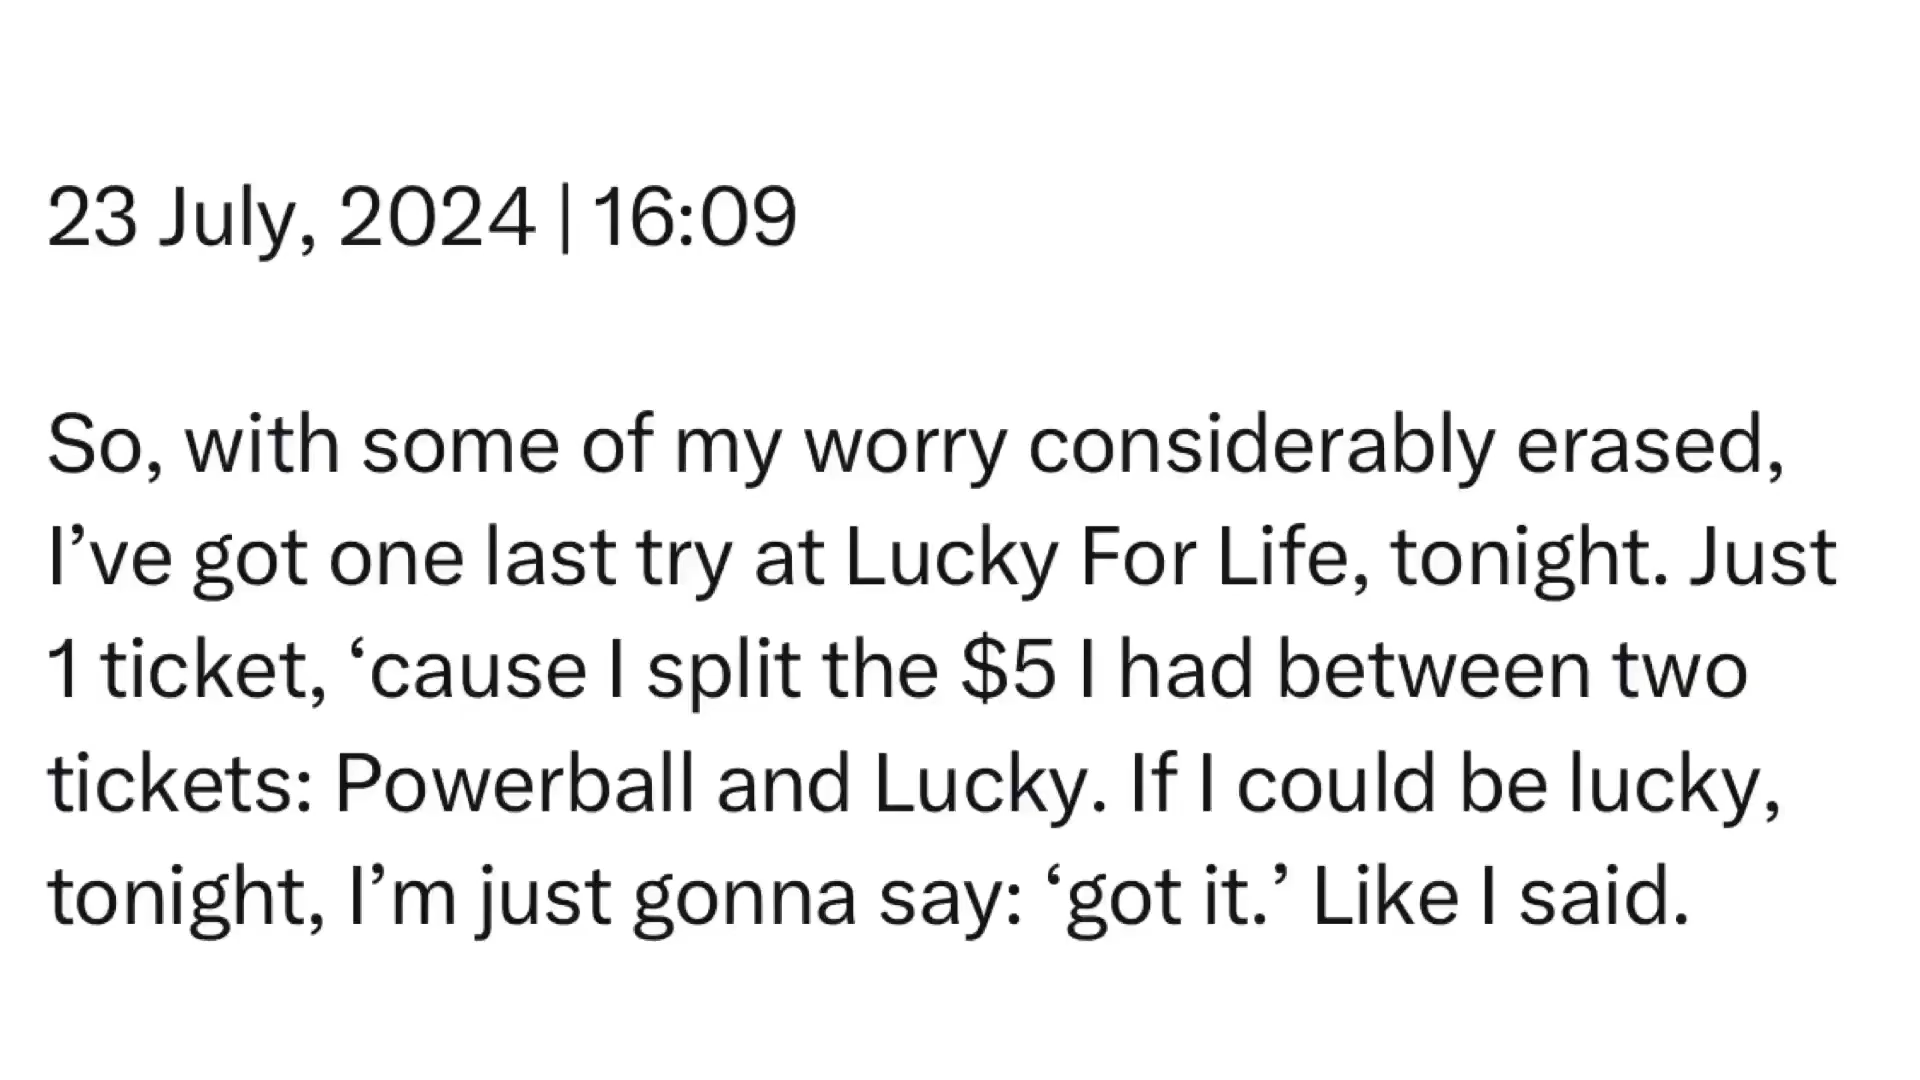 23 July, 2024 | 16:09
So, with some of my worry considerably erased,
I’ve got one last try at Lucky For Life, tonight. Just
1 ticket, ‘cause I split the $5 I had between two
tickets: Powerball and Lucky. If I could be lucky,
tonight, I’m just gonna say: ‘got it.’ Like I said.